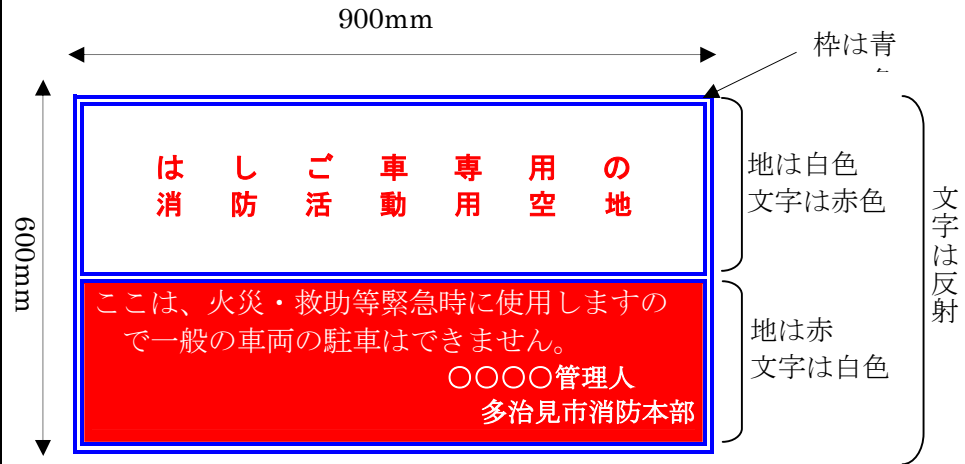 900mm
枠は青
600mm
はしご車専用の
消防活動用空地
地は白色
文字は赤色
ここは、火災・救助等緊急時に使用しますの
で一般の車両の駐車はできません。
〇〇〇〇管理人
多治見市消防本部
地は赤
文字は白色
文字は反射